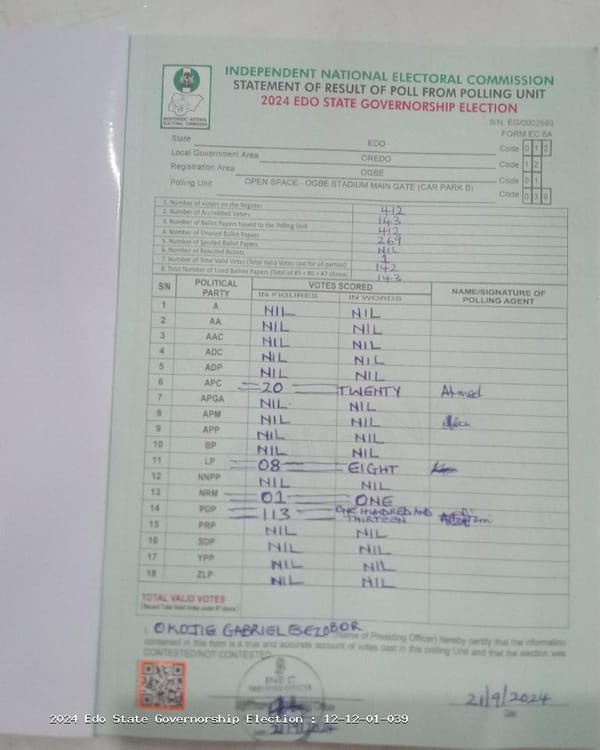 INDEPENDENT NATIONAL ELECTORAL COMMISSION
STATEMENT OF RESULT OF POLL FROM POLLING UNIT
2024 EDO STATE GOVERNORSHIP ELECTION
INDEPENDENT NATIONAL
ELECTORAL COMMISSION
S/N: EG/0002693
FORM EC 8A
State EDO Code 0 1 2
Local Government Area OREDO Code 1 2
Registration Area OGBE Code 0 1
Polling Unit OPEN SPACE - OGBE STADIUM MAIN GATE (CAR PARK B) Code 0 3 9
1. Number of Voters on the Register 412
2. Number of Accredited Voters 143
3. Number of Ballot Papers Issued to the Polling Unit 412
4. Number of Unused Ballot Papers 269
5. Number of Spoiled Ballot Papers NIL
6. Number of Rejected Ballots 1
7. Number of Total Valid Votes (Total Valid Votes cast for all parties) 142
8. Total Number of Used Ballot Papers (Total of #5 + #6 + #7 above) 143
S/N POLITICAL PARTY VOTES SCORED NAME/SIGNATURE OF POLLING AGENT
IN FIGURES IN WORDS
1 A NIL NIL
2 AA NIL NIL
3 AAC NIL NIL
4 ADC NIL NIL
5 ADP NIL NIL
6 APC 20 TWENTY Ahmed
7 APGA NIL NIL
8 APM NIL NIL
9 APP NIL NIL
10 BP NIL NIL
11 LP 08 EIGHT
12 NNPP NIL NIL
13 NRM 01 ONE
14 PDP 113 ONE HUNDRED AND THIRTEEN
15 PRP NIL NIL
16 SDP NIL NIL
17 YPP NIL NIL
18 ZLP NIL NIL
TOTAL VALID VOTES
I, OKOJIE GABRIEL ESEZOBOR (Name of Presiding Officer) hereby certify that the information
contained in this form is a true and accurate account of votes cast in this polling Unit and that the election was
CONTESTED/NOT CONTESTED
INEC
21/9/2024
21/9/2024
Date
2024 Edo State Governorship Election : 12-12-01-039